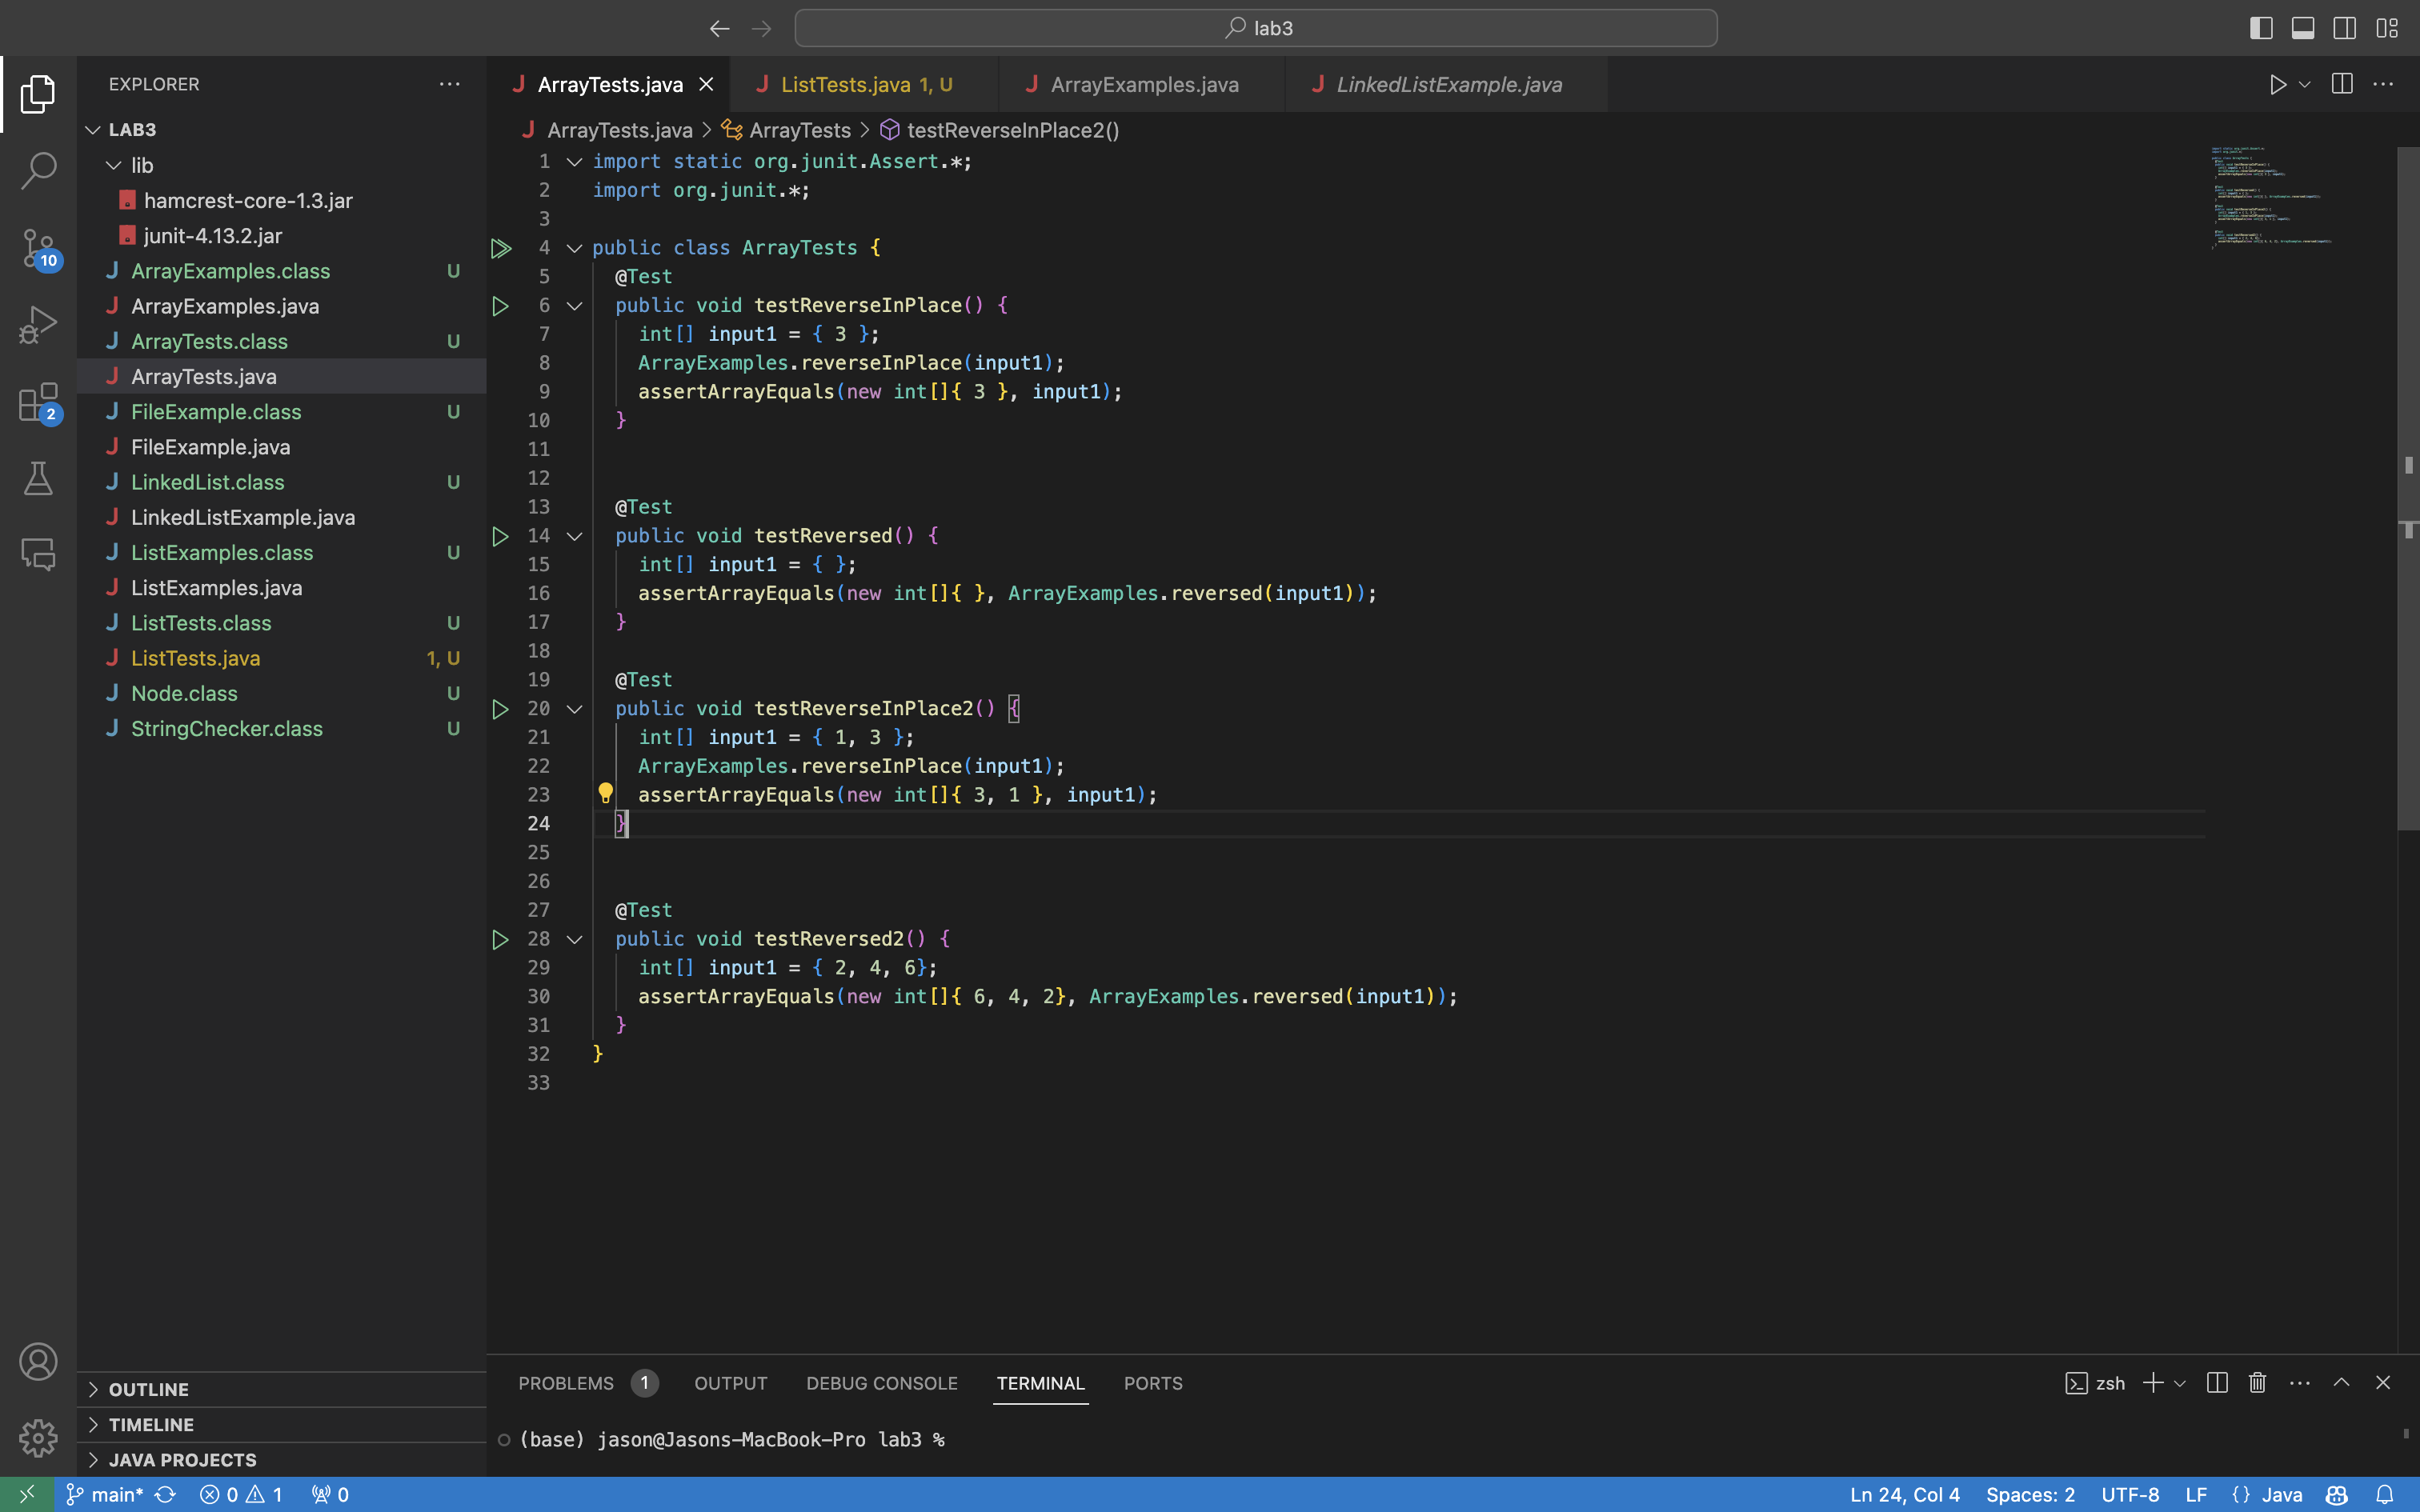 lab3
EXPLORER
LAB3
lib
hamcrest-core-1.3.jar
junit-4.13.2.jar
ArrayExamples.class U
ArrayExamples.java
ArrayTests.class U
ArrayTests.java
FileExample.class U
FileExample.java
LinkedList.class U
LinkedListExample.java
ListExamples.class U
ListExamples.java
ListTests.class U
ListTests.java 1, U
Node.class U
StringChecker.class U
OUTLINE
TIMELINE
JAVA PROJECTS
10
2
ArrayTests.java ListTests.java 1, U ArrayExamples.java LinkedListExample.java
ArrayTests.java > ArrayTests > testReverseInPlace2()
1 import static org.junit.Assert.*;
2 import org.junit.*;
3
4 public class ArrayTests {
5 @Test
6 public void testReverseInPlace() {
7 int[] input1 = { 3 };
8 ArrayExamples.reverseInPlace(input1);
9 assertArrayEquals(new int[]{ 3 }, input1);
10 }
11
12
13 @Test
14 public void testReversed() {
15 int[] input1 = { };
16 assertArrayEquals(new int[]{ }, ArrayExamples.reversed(input1));
17 }
18
19 @Test
20 public void testReverseInPlace2() {
21 int[] input1 = { 1, 3 };
22 ArrayExamples.reverseInPlace(input1);
23 assertArrayEquals(new int[]{ 3, 1 }, input1);
24 }
25
26
27 @Test
28 public void testReversed2() {
29 int[] input1 = { 2, 4, 6};
30 assertArrayEquals(new int[]{ 6, 4, 2}, ArrayExamples.reversed(input1));
31 }
32 }
33
PROBLEMS 1 OUTPUT DEBUG CONSOLE TERMINAL PORTS zsh
(base) jason@Jasons-MacBook-Pro lab3 %
main* 0 1 0 Ln 24, Col 4 Spaces: 2 UTF-8 LF {} Java